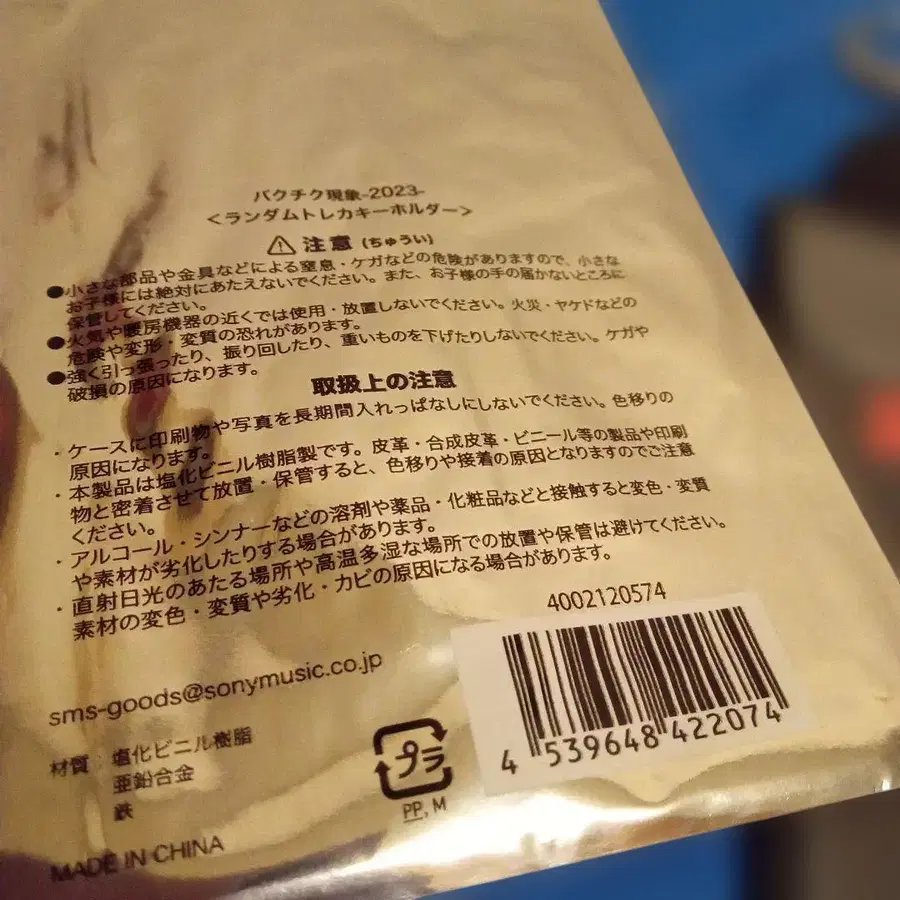 バクチク現象-2023-
＜ランダムトレカキーホルダー＞
⚠ 注意 (ちゅうい)
●小さな部品や金具などによる窒息・ケガなどの危険がありますので、小さな
お子様には絶対にあたえないでください。また、お子様の手の届かないところに
保管してください。
●火気や暖房機器の近くでは使用・放置しないでください。火災・ヤケドなどの
危険や変形・変質の恐れがあります。
●強く引っ張ったり、振り回したり、重いものを下げたりしないでください。ケガや
破損の原因になります。
取扱上の注意
・ケースに印刷物や写真を長期間入れっぱなしにしないでください。色移りの
原因になります。
・本製品は塩化ビニル樹脂製です。皮革・合成皮革・ビニール等の製品や印刷
物と密着させて放置・保管すると、色移りや接着の原因となりますのでご注意
ください。
・アルコール・シンナーなどの溶剤や薬品・化粧品などと接触すると変色・変質
や素材が劣化したりする場合があります。
・直射日光のあたる場所や高温多湿な場所での放置や保管は避けてください。
素材の変色・変質や劣化・カビの原因になる場合があります。
4002120574
sms-goods@sonymusic.co.jp
4 539648 422074
材質：塩化ビニル樹脂
亜鉛合金
鉄
プラ
PP, M
MADE IN CHINA